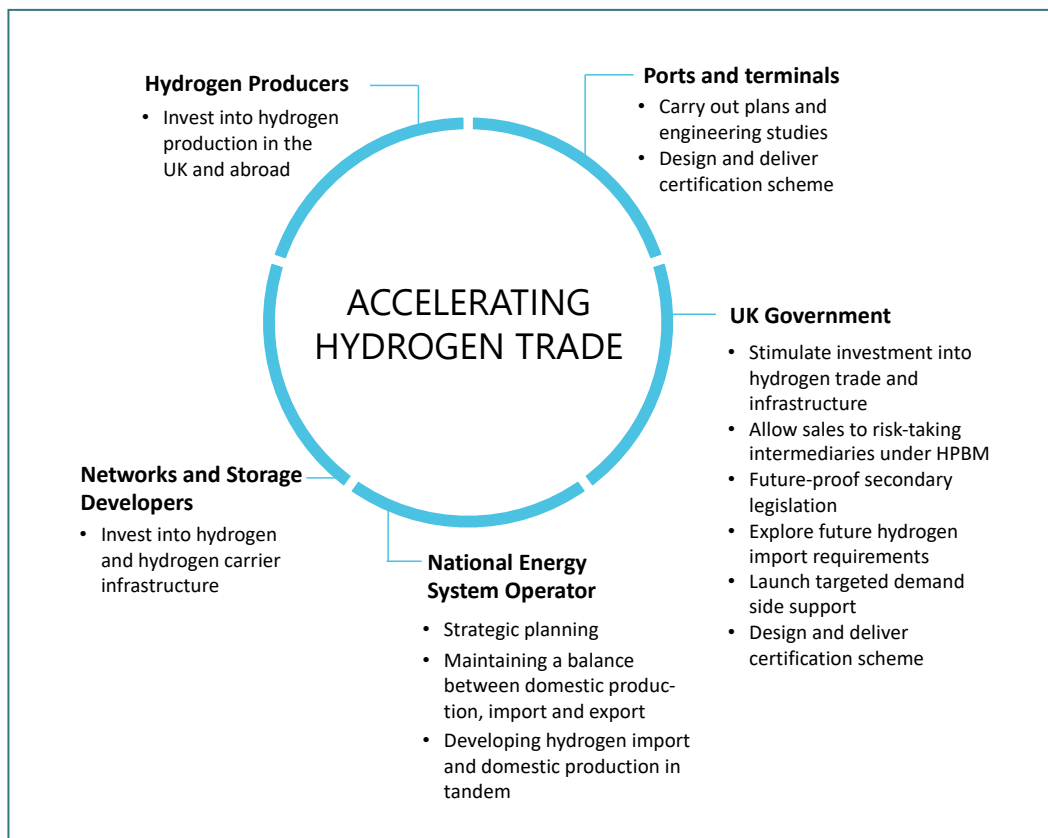 Hydrogen Producers
• Invest into hydrogen
production in the
UK and abroad
Ports and terminals
• Carry out plans and
engineering studies
• Design and deliver
certification scheme
ACCELERATING
HYDROGEN TRADE
UK Government
• Stimulate investment into
hydrogen trade and
infrastructure
• Allow sales to risk-taking
intermediaries under HPBM
• Future-proof secondary
legislation
• Explore future hydrogen
import requirements
• Launch targeted demand
side support
• Design and deliver
certification scheme
Networks and Storage
Developers
• Invest into hydrogen
and hydrogen carrier
infrastructure
National Energy
System Operator
• Strategic planning
• Maintaining a balance
between domestic produc-
tion, import and export
• Developing hydrogen import
and domestic production in
tandem